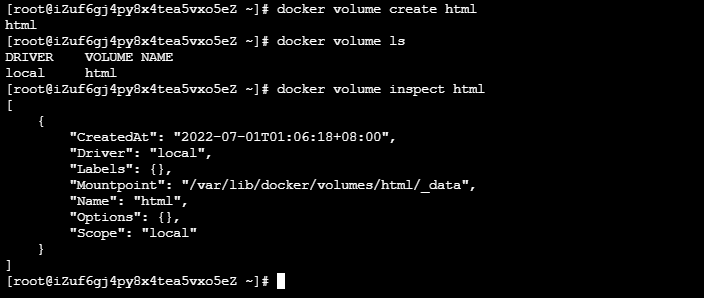 [root@iZuf6gj4py8x4tea5vxo5eZ ~]# docker volume create html
html
[root@iZuf6gj4py8x4tea5vxo5eZ ~]# docker volume ls
DRIVER    VOLUME NAME
local     html
[root@iZuf6gj4py8x4tea5vxo5eZ ~]# docker volume inspect html
[
    {
        "CreatedAt": "2022-07-01T01:06:18+08:00",
        "Driver": "local",
        "Labels": {},
        "Mountpoint": "/var/lib/docker/volumes/html/_data",
        "Name": "html",
        "Options": {},
        "Scope": "local"
    }
]
[root@iZuf6gj4py8x4tea5vxo5eZ ~]#